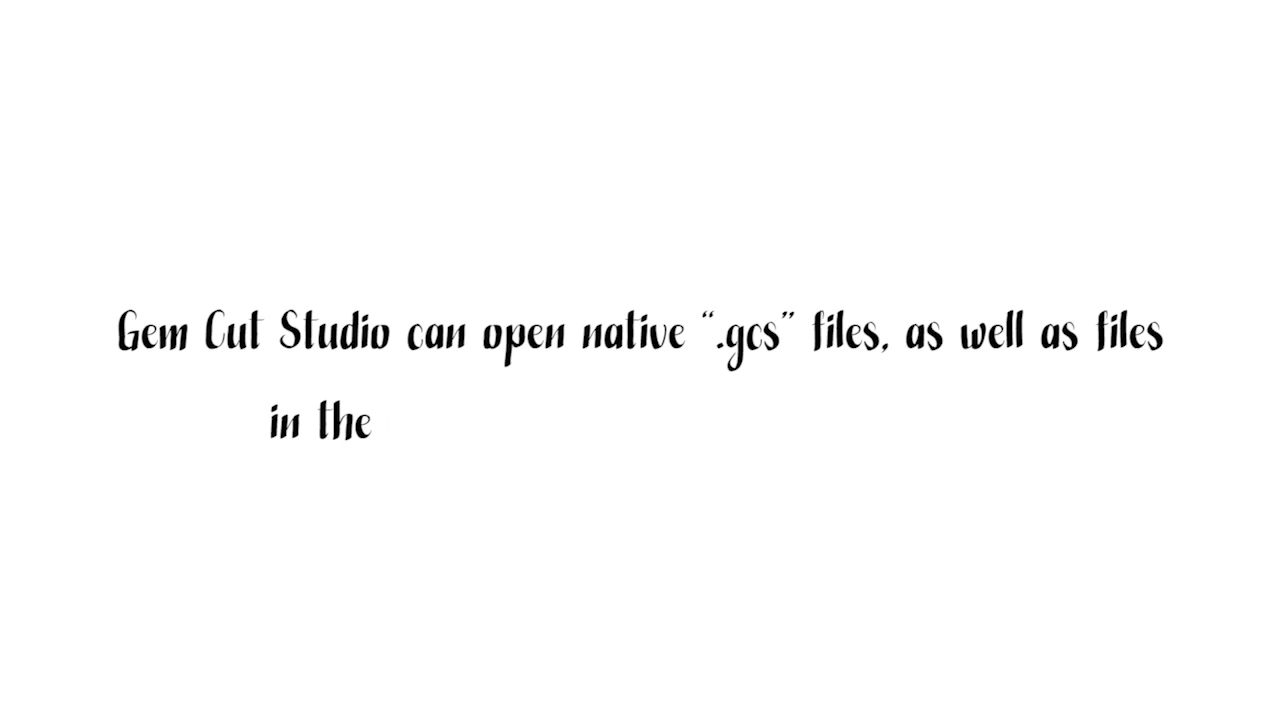 Gem Cut Studio can open native “.gcs” files, as well as files
in the